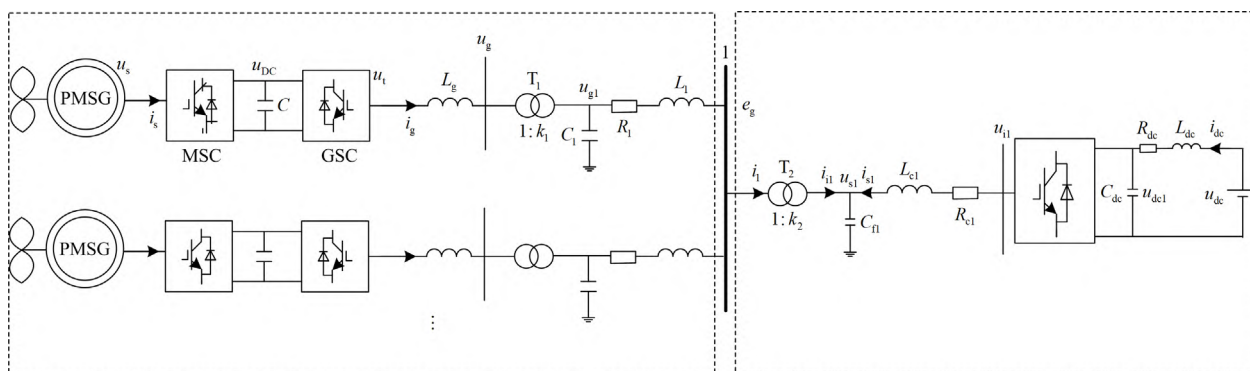 PMSG
u_s
i_s
MSC
u_DC
C
GSC
u_t
i_g
L_g
u_g
T_1
1:k_1
u_g1
C_1
R_1
L_1
1
e_g
i_1
T_2
1:k_2
i_i1
u_s1
i_s1
C_f1
L_c1
R_c1
u_i1
C_dc
u_dc1
R_dc
L_dc
i_dc
u_dc
PMSG
⋮